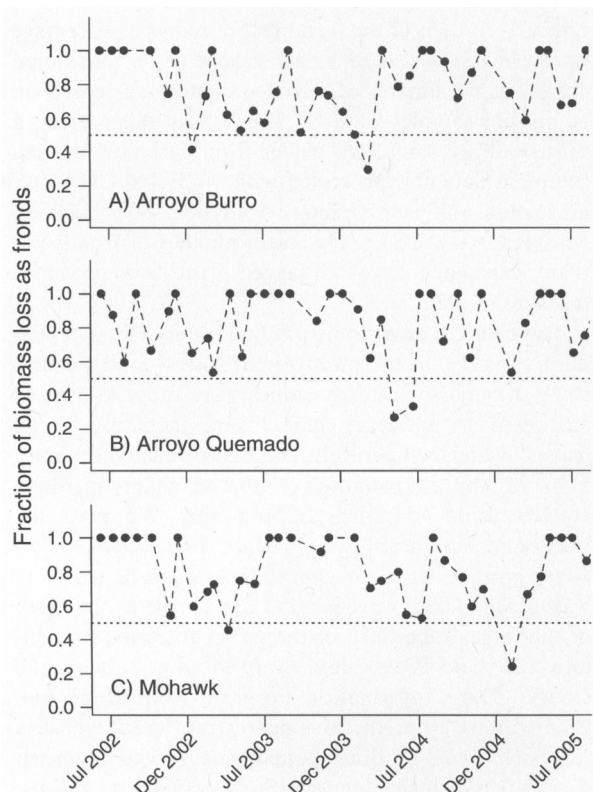 Fraction of biomass loss as fronds
1.0
0.8
0.6
0.4
0.2
0.0
A) Arroyo Burro
1.0
0.8
0.6
0.4
0.2
0.0
B) Arroyo Quemado
1.0
0.8
0.6
0.4
0.2
0.0
C) Mohawk
Jul 2002
Dec 2002
Jul 2003
Dec 2003
Jul 2004
Dec 2004
Jul 2005